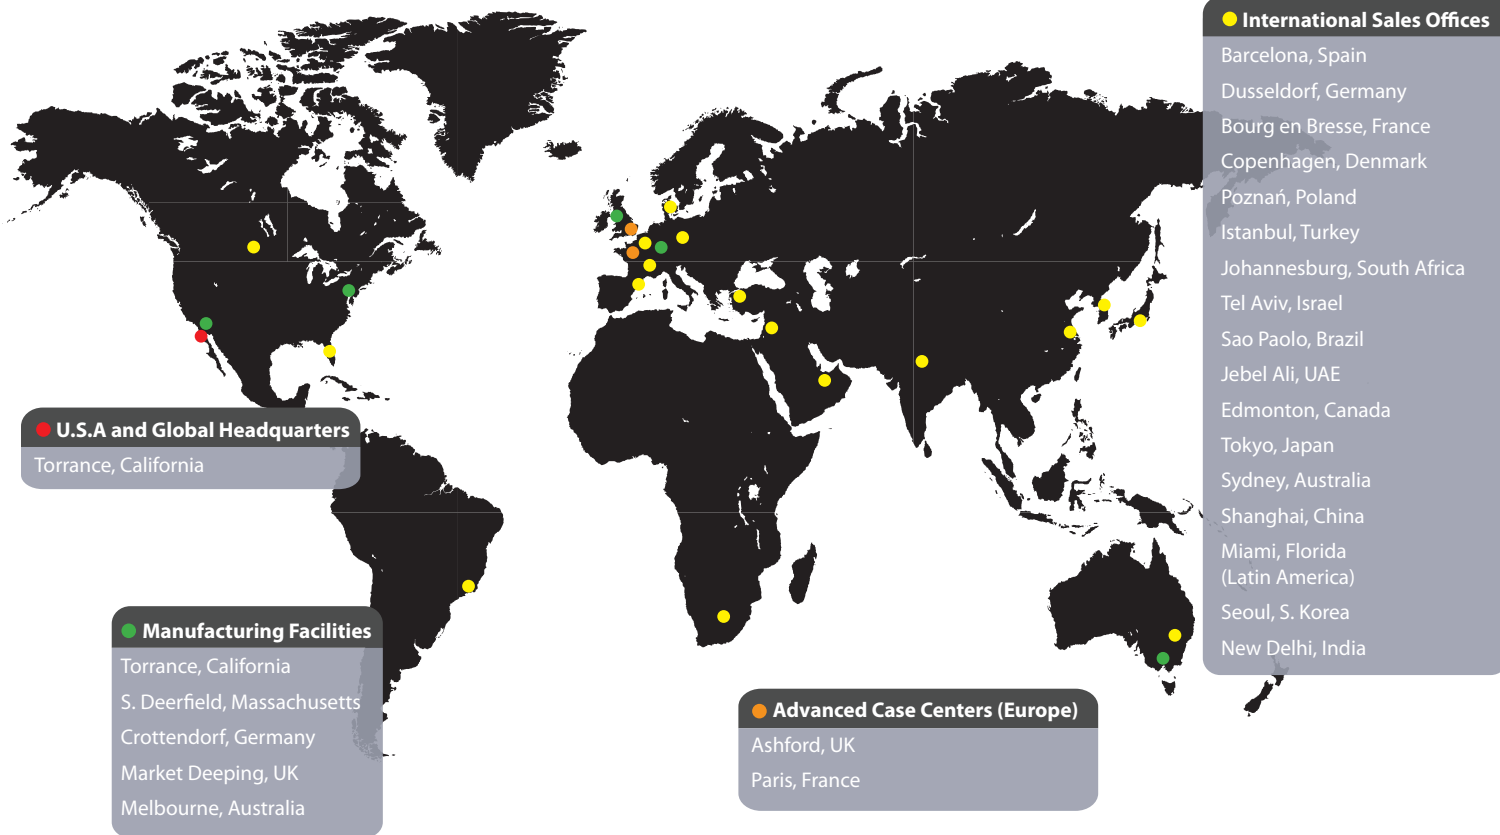 International Sales Offices
Barcelona, Spain
Dusseldorf, Germany
Bourg en Bresse, France
Copenhagen, Denmark
Poznań, Poland
Istanbul, Turkey
Johannesburg, South Africa
Tel Aviv, Israel
Sao Paolo, Brazil
Jebel Ali, UAE
Edmonton, Canada
Tokyo, Japan
Sydney, Australia
Shanghai, China
Miami, Florida
(Latin America)
Seoul, S. Korea
New Delhi, India
U.S.A and Global Headquarters
Torrance, California
Manufacturing Facilities
Torrance, California
S. Deerfield, Massachusetts
Crottendorf, Germany
Market Deeping, UK
Melbourne, Australia
Advanced Case Centers (Europe)
Ashford, UK
Paris, France